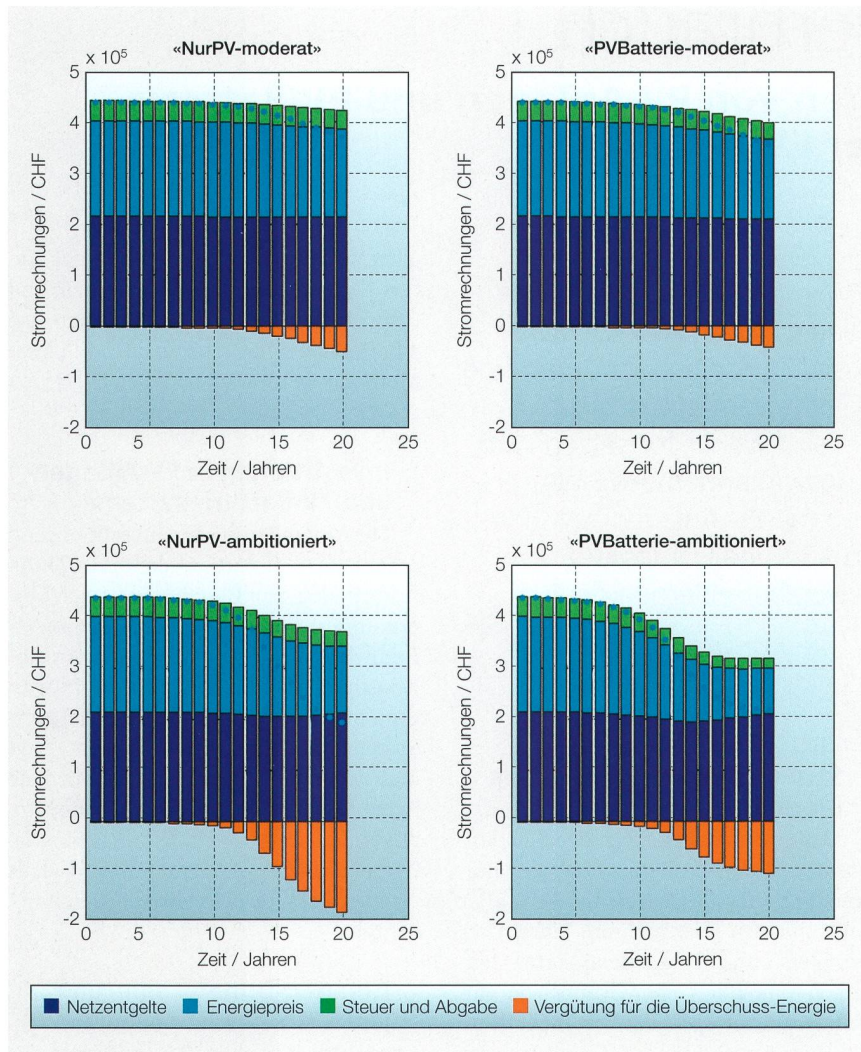 «NurPV-moderat»
x 10⁵
5
4
3
2
1
0
-1
-2
Stromrechnungen / CHF
0 5 10 15 20 25
Zeit / Jahren
«PVBatterie-moderat»
x 10⁵
5
4
3
2
1
0
-1
-2
Stromrechnungen / CHF
0 5 10 15 20 25
Zeit / Jahren
«NurPV-ambitioniert»
x 10⁵
5
4
3
2
1
0
-1
-2
Stromrechnungen / CHF
0 5 10 15 20 25
Zeit / Jahren
«PVBatterie-ambitioniert»
x 10⁵
5
4
3
2
1
0
-1
-2
Stromrechnungen / CHF
0 5 10 15 20 25
Zeit / Jahren
Netzentgelte Energiepreis Steuer und Abgabe Vergütung für die Überschuss-Energie